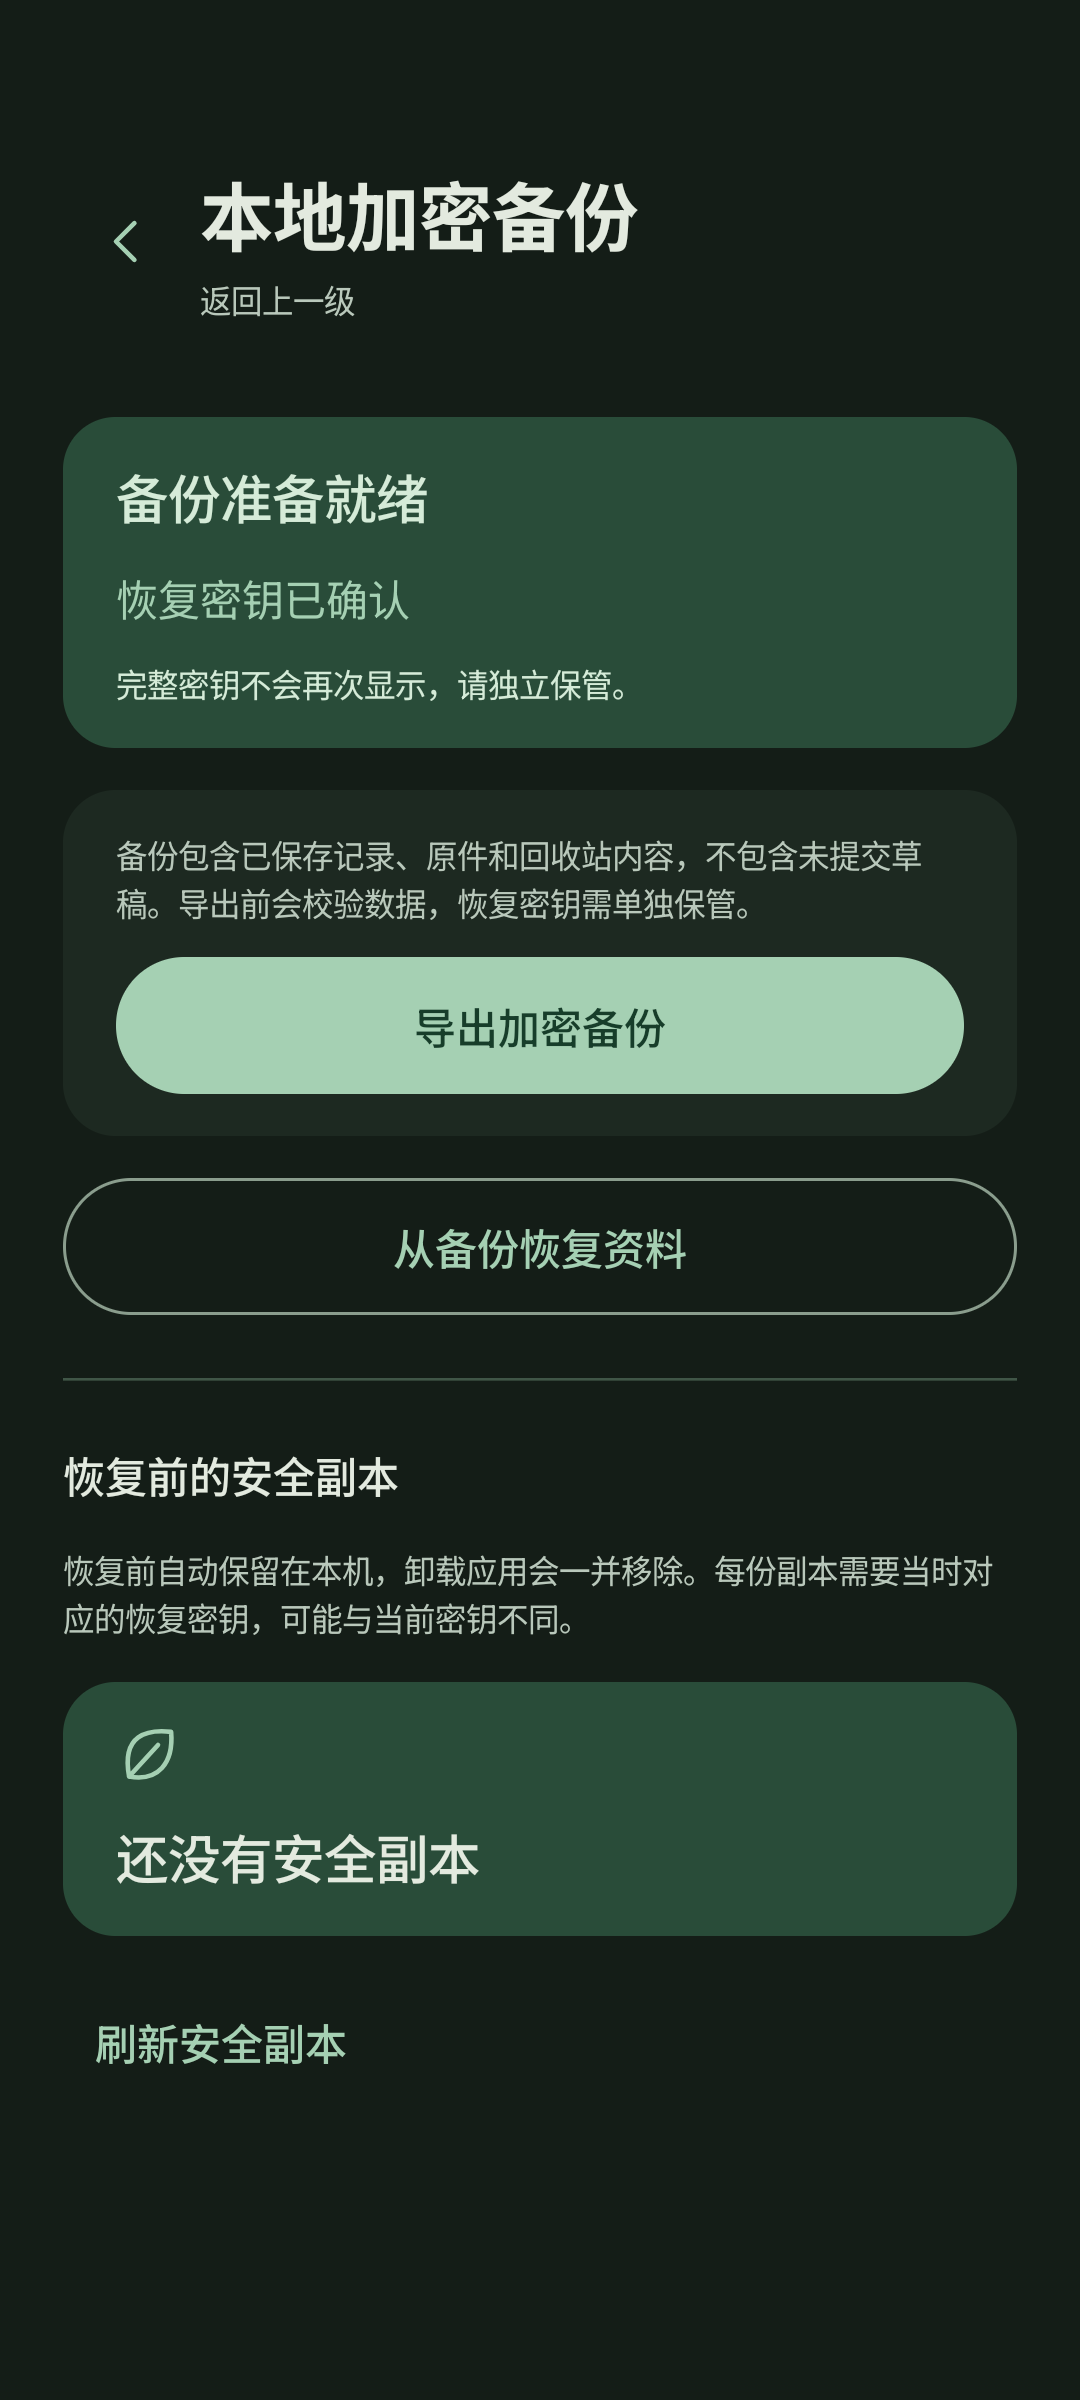 本地加密备份
返回上一级
备份准备就绪
恢复密钥已确认
完整密钥不会再次显示，请独立保管。
备份包含已保存记录、原件和回收站内容，不包含未提交草
稿。导出前会校验数据，恢复密钥需单独保管。
导出加密备份
从备份恢复资料
恢复前的安全副本
恢复前自动保留在本机，卸载应用会一并移除。每份副本需要当时对
应的恢复密钥，可能与当前密钥不同。
还没有安全副本
刷新安全副本